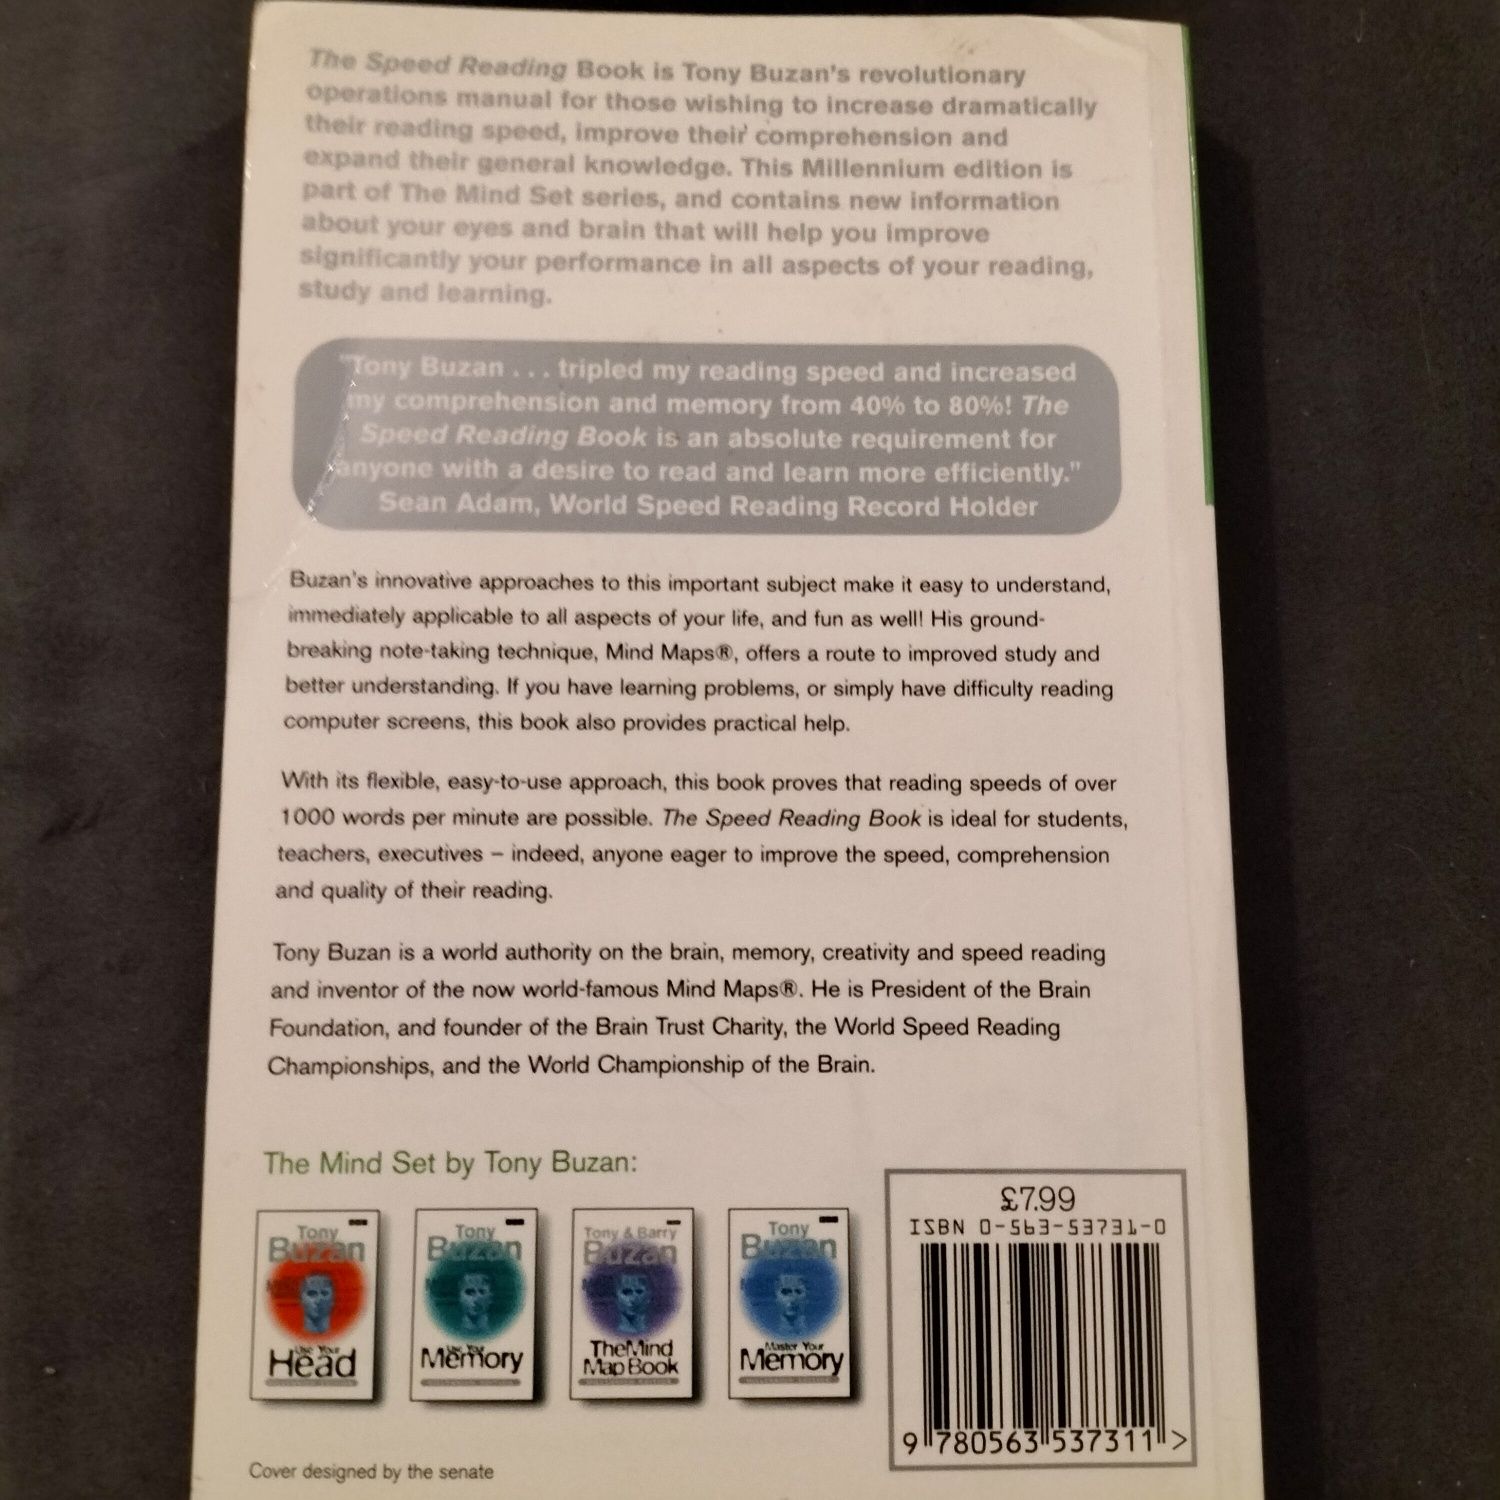 The Speed Reading Book is Tony Buzan's revolutionary
operations manual for those wishing to increase dramatically
their reading speed, improve their comprehension and
expand their general knowledge. This Millennium edition is
part of The Mind Set series, and contains new information
about your eyes and brain that will help you improve
significantly your performance in all aspects of your reading,
study and learning.
"Tony Buzan . . . tripled my reading speed and increased
my comprehension and memory from 40% to 80%! The
Speed Reading Book is an absolute requirement for
anyone with a desire to read and learn more efficiently."
Sean Adam, World Speed Reading Record Holder
Buzan's innovative approaches to this important subject make it easy to understand,
immediately applicable to all aspects of your life, and fun as well! His ground-
breaking note-taking technique, Mind Maps®, offers a route to improved study and
better understanding. If you have learning problems, or simply have difficulty reading
computer screens, this book also provides practical help.
With its flexible, easy-to-use approach, this book proves that reading speeds of over
1000 words per minute are possible. The Speed Reading Book is ideal for students,
teachers, executives – indeed, anyone eager to improve the speed, comprehension
and quality of their reading.
Tony Buzan is a world authority on the brain, memory, creativity and speed reading
and inventor of the now world-famous Mind Maps®. He is President of the Brain
Foundation, and founder of the Brain Trust Charity, the World Speed Reading
Championships, and the World Championship of the Brain.
The Mind Set by Tony Buzan:
Tony
Buzan
Use Your
Head
Tony
Buzan
Use Your
Memory
Tony & Barry
Buzan
The Mind
Map Book
Tony
Buzan
Master Your
Memory
£7.99
ISBN 0-563-53731-0
9 780563 537311 >
Cover designed by the senate